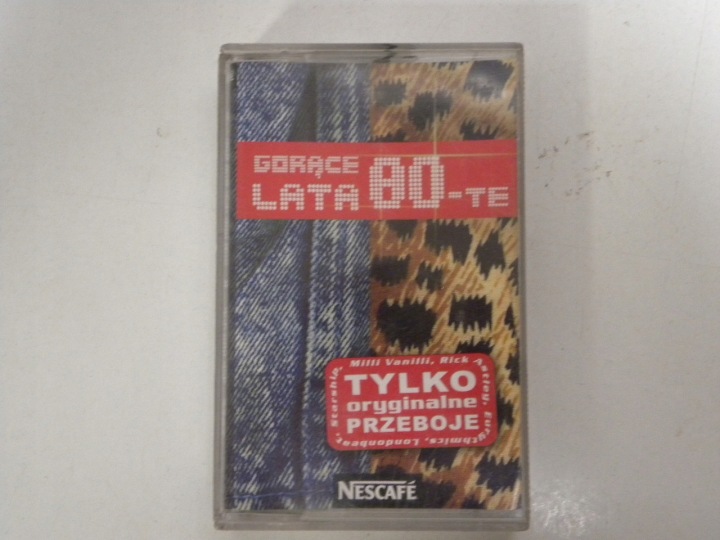 GORĄCE
LATA 80-TE
Milli Vanilli, Rick Astley, Eurythmics, Londonbeat, Starship,
TYLKO
oryginalne
PRZEBOJE
NESCAFÉ